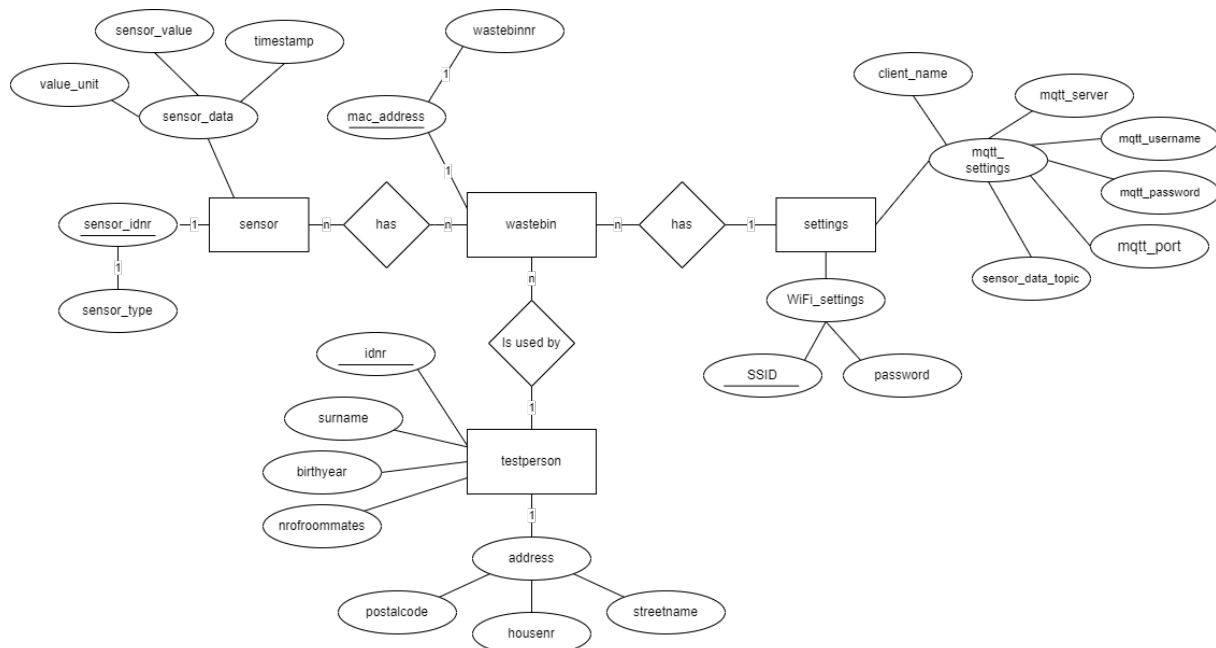 sensor_value
wastebinnr
timestamp
value_unit
sensor_data
1
mac_address
1
client_name
mqtt_server
mqtt_username
mqtt_
settings
mqtt_password
mqtt_port
sensor_data_topic
sensor_idnr
1
sensor
n
has
n
wastebin
n
has
1
settings
1
sensor_type
n
WiFi_settings
SSID
password
Is used by
1
idnr
surname
birthyear
nrofroommates
testperson
1
address
postalcode
housenr
streetname